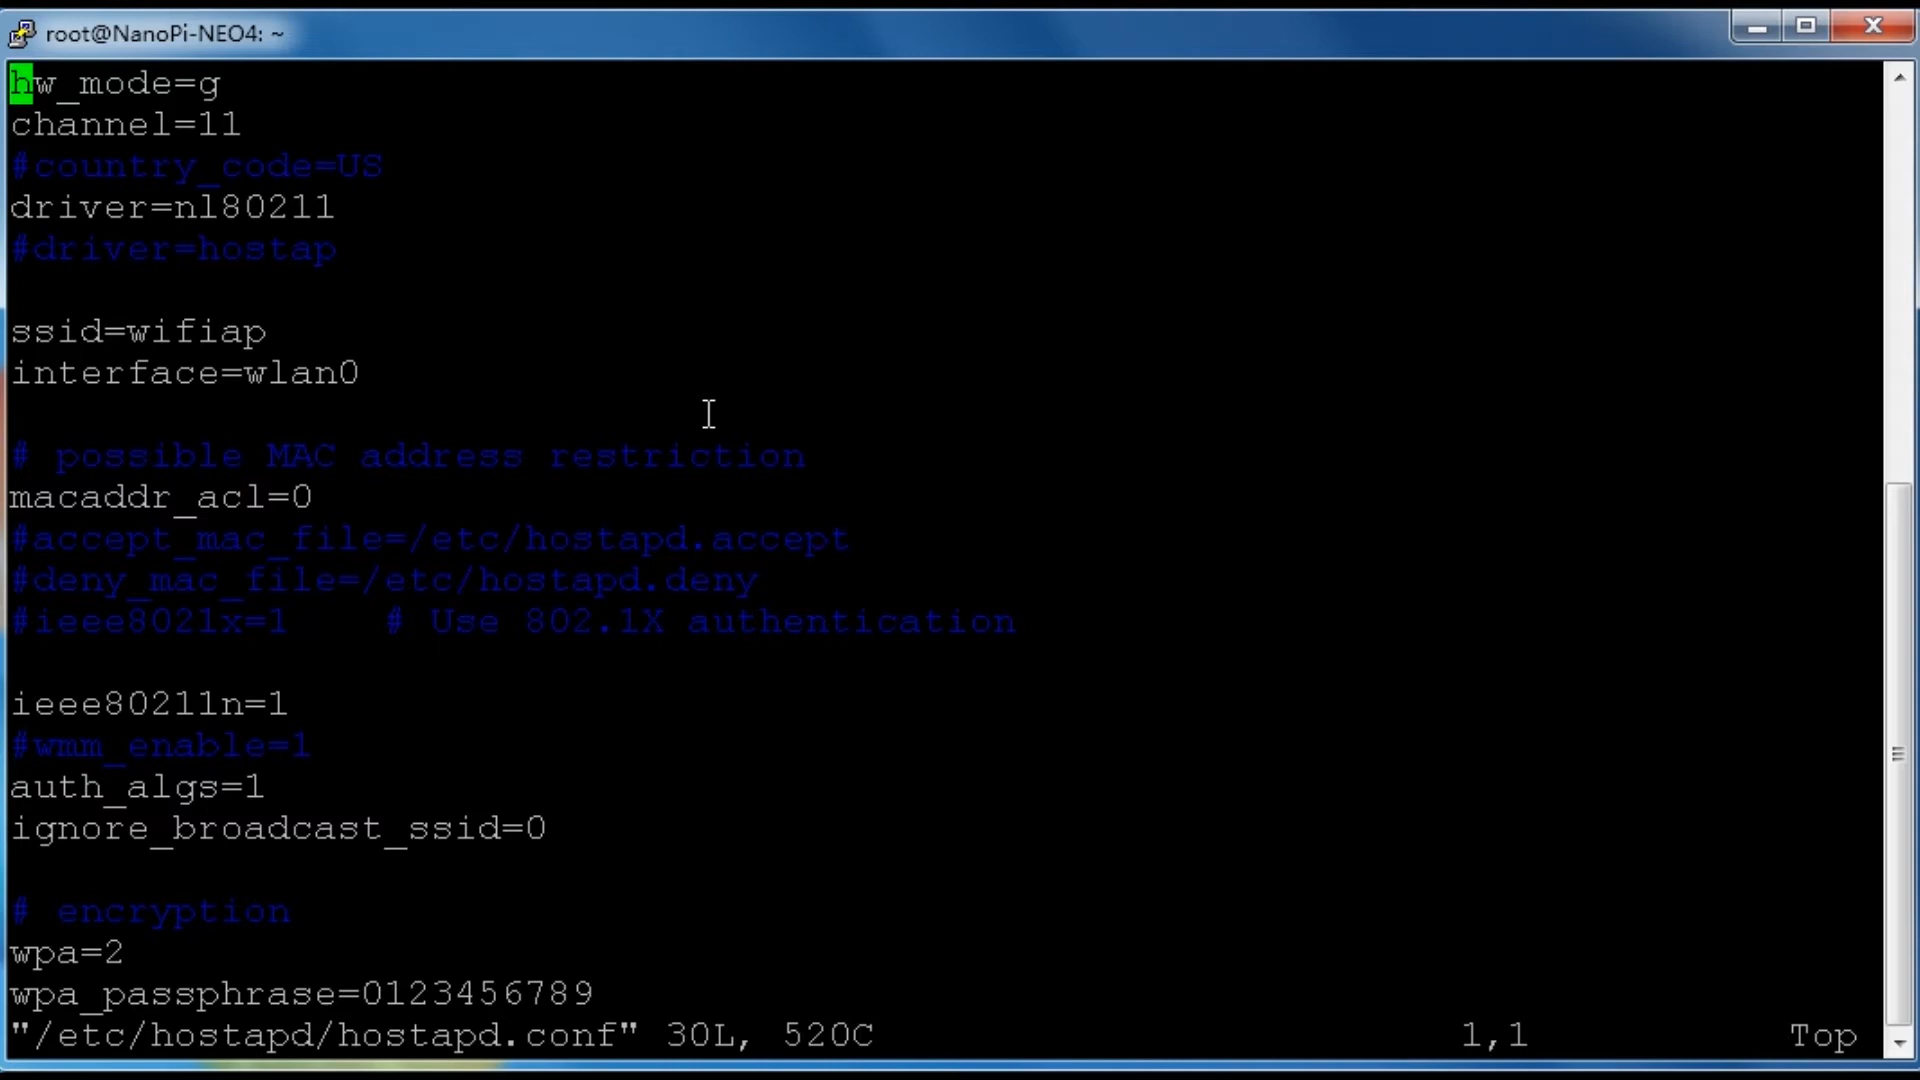 root@NanoPi-NEO4: ~
hw_mode=g
channel=11
#country_code=US
driver=nl80211
#driver=hostap
ssid=wifiap
interface=wlan0
# possible MAC address restriction
macaddr_acl=0
#accept_mac_file=/etc/hostapd.accept
#deny_mac_file=/etc/hostapd.deny
#ieee8021x=1    # Use 802.1X authentication
ieee80211n=1
#wmm_enable=1
auth_algs=1
ignore_broadcast_ssid=0
# encryption
wpa=2
wpa_passphrase=0123456789
"/etc/hostapd/hostapd.conf" 30L, 520C 1,1 Top